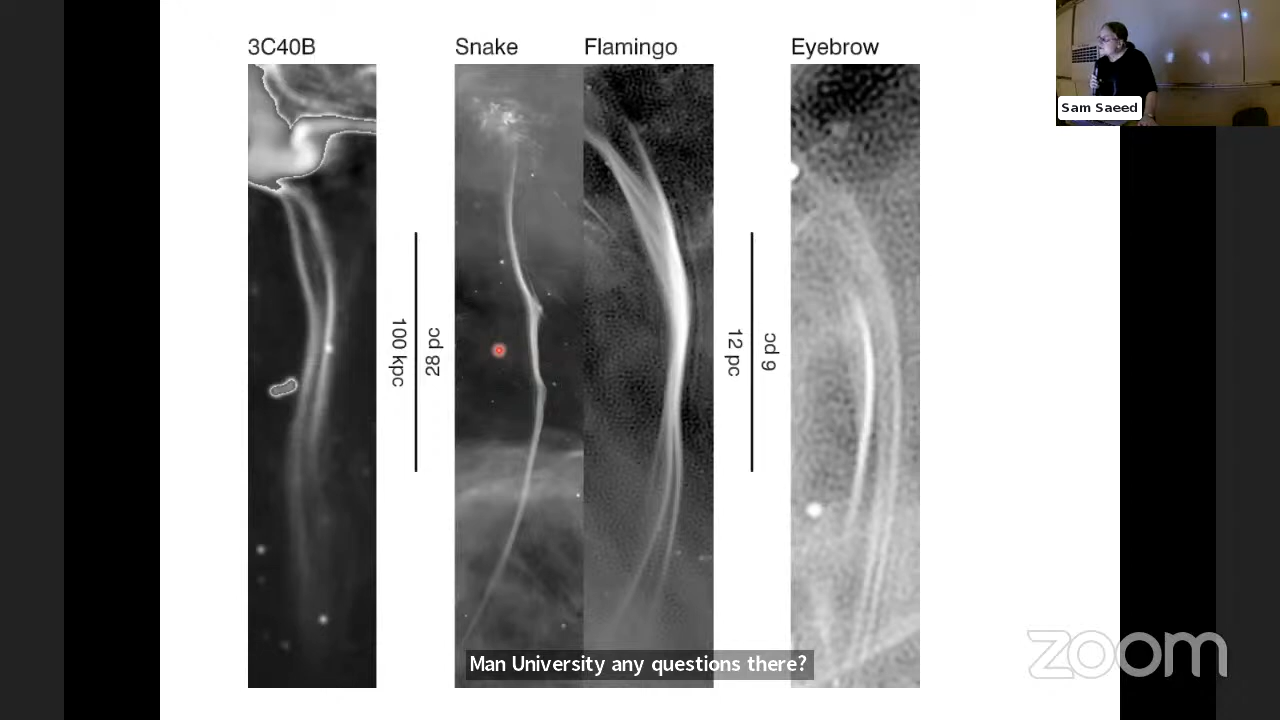 3C40B
Snake
Flamingo
Eyebrow
100 kpc
28 pc
12 pc
6 pc
Sam Saeed
Man University any questions there?
zoom